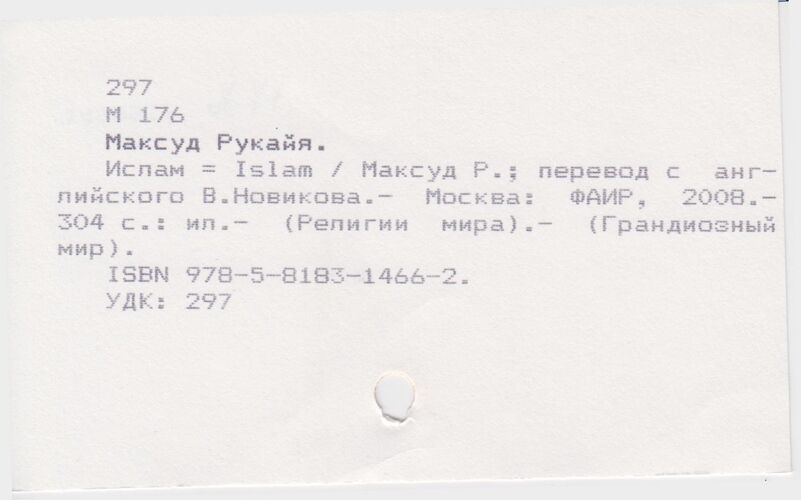 297
М 176
Максуд Рукайя.
Ислам = Islam / Максуд Р.; перевод с англ-
лийского В.Новикова.— Москва: ФАИР, 2008.—
304 с.: ил.— (Религии мира).— (Грандиозный
мир).
ISBN 978-5-8183-1466-2.
УДК: 297